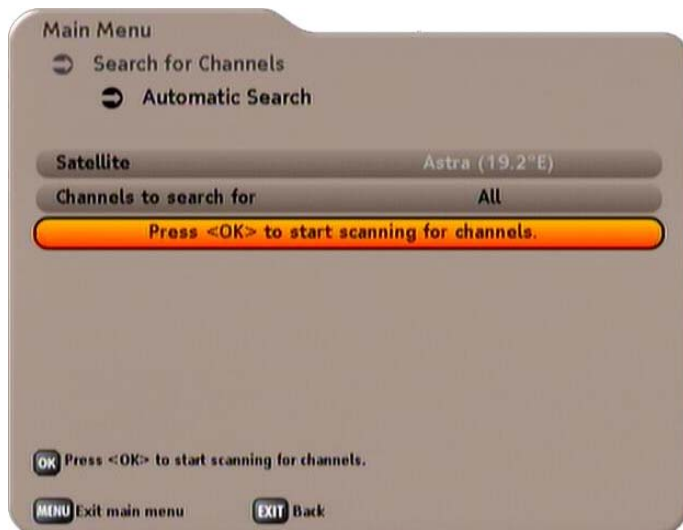 Main Menu
Search for Channels
Automatic Search
Satellite Astra (19.2°E)
Channels to search for All
Press <OK> to start scanning for channels.
OK Press <OK> to start scanning for channels.
MENU Exit main menu EXIT Back